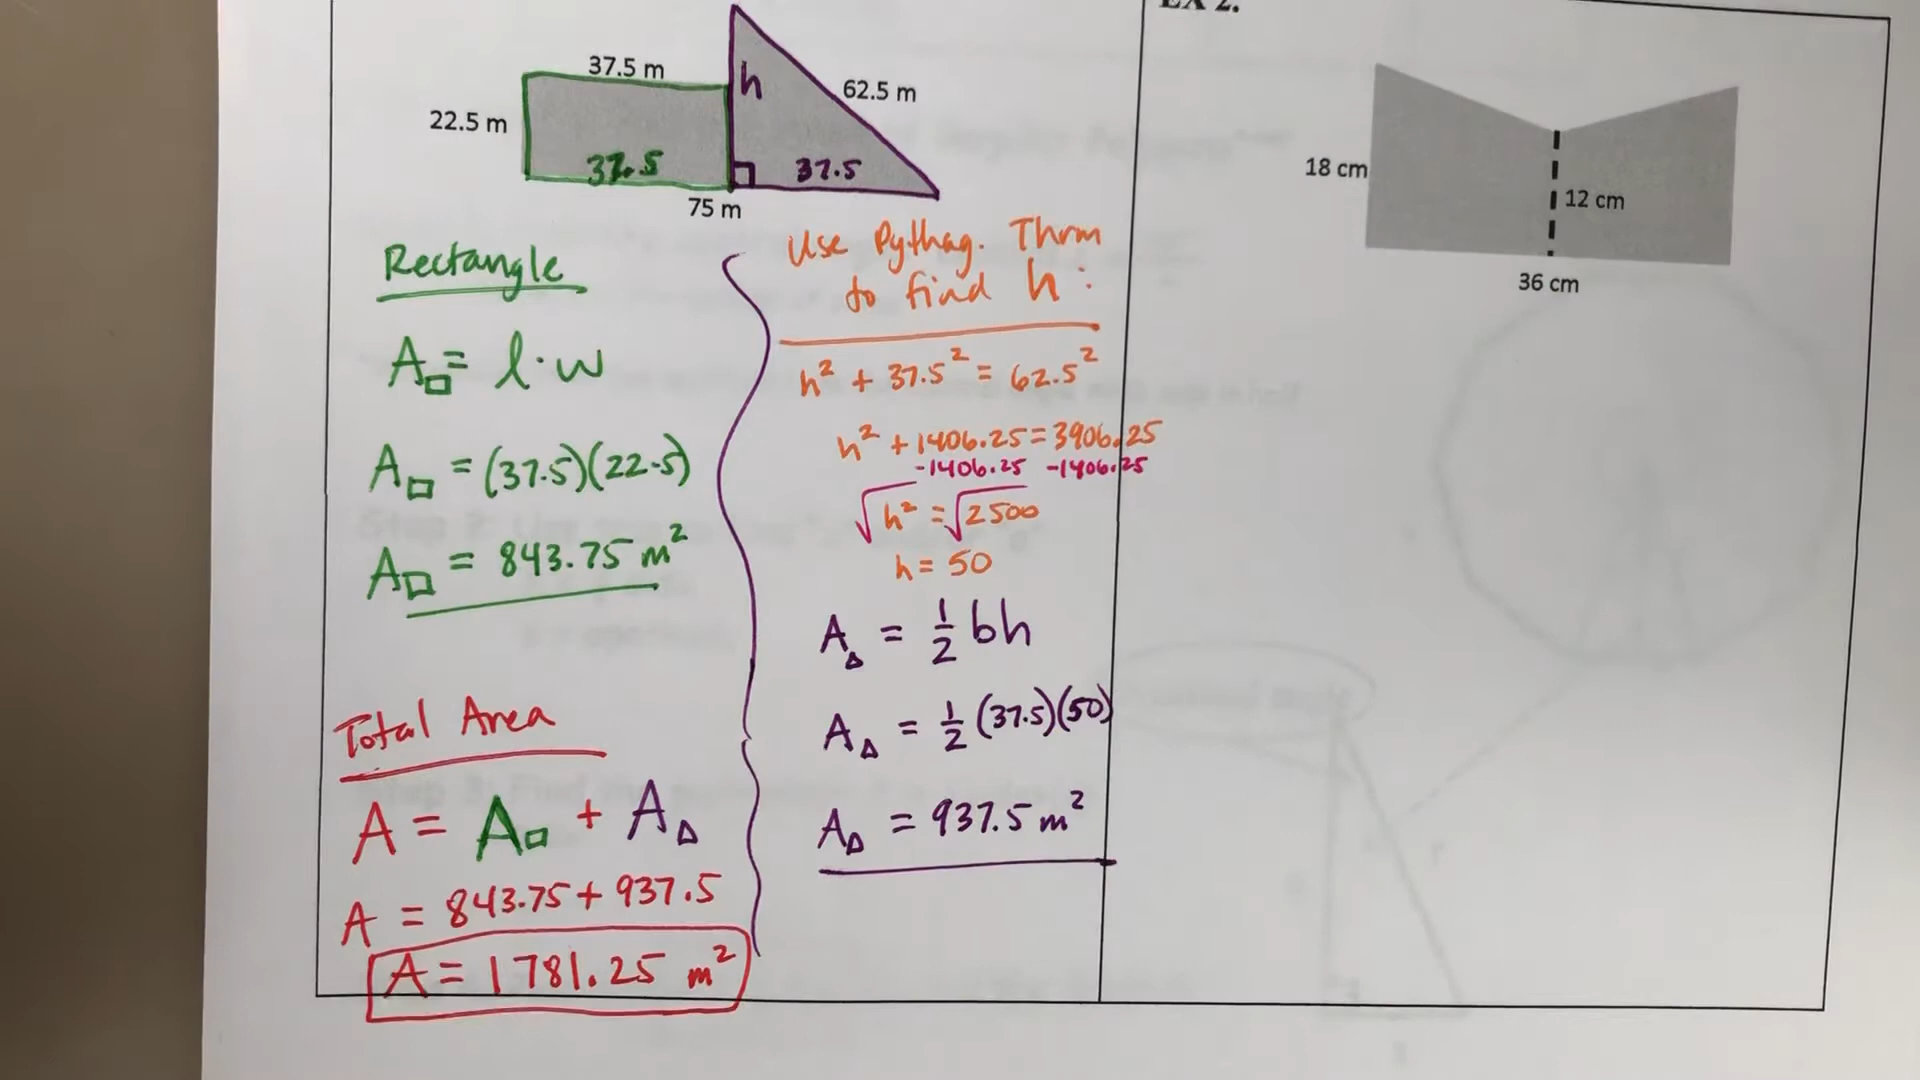 EX 2.
37.5 m
22.5 m
h
62.5 m
37.5
37.5
75 m
Rectangle
A▭ = l · w
A▭ = (37.5)(22.5)
A▭ = 843.75 m²
Total Area
A = A▭ + A△
A = 843.75 + 937.5
A = 1781.25 m²
Use Pythag. Thrm
to find h :
h² + 37.5² = 62.5²
h² + 1406.25 = 3906.25
-1406.25 -1406.25
√h² = √2500
h = 50
A△ = ½ bh
A△ = ½ (37.5)(50)
A△ = 937.5 m²
18 cm
12 cm
36 cm